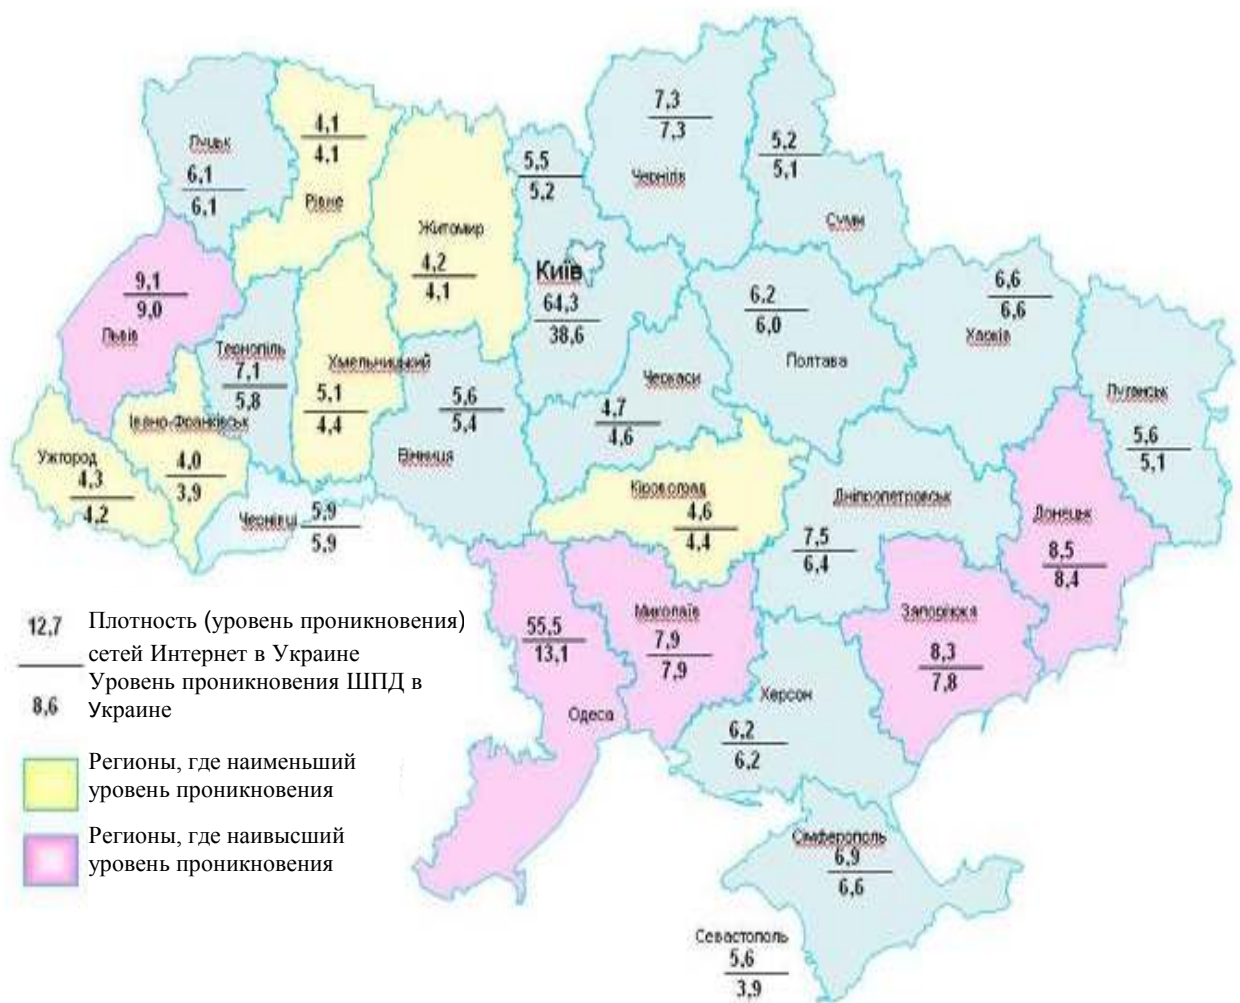 7,3
7,3
Чернігів
5,2
5,1
Суми
4,1
4,1
Рівне
Луцьк
6,1
6,1
5,5
5,2
Житомир
4,2
4,1
Київ
64,3
38,6
9,1
9,0
Львів
6,2
6,0
Полтава
6,6
6,6
Харків
Тернопіль
7,1
5,8
Хмельницький
5,1
4,4
5,6
5,4
Вінниця
Черкаси
4,7
4,6
Луганськ
5,6
5,1
Івано-Франківськ
4,0
3,9
Ужгород
4,3
4,2
Чернівці
5,9
5,9
Кіровоград
4,6
4,4
Дніпропетровськ
7,5
6,4
Донецьк
8,5
8,4
55,5
13,1
Одеса
Миколаїв
7,9
7,9
Запоріжжя
8,3
7,8
Херсон
6,2
6,2
Сімферополь
6,9
6,6
Севастополь
5,6
3,9
12,7
Плотность (уровень проникновения)
сетей Интернет в Украине
8,6
Уровень проникновения ШПД в
Украине
Регионы, где наименьший
уровень проникновения
Регионы, где наивысший
уровень проникновения